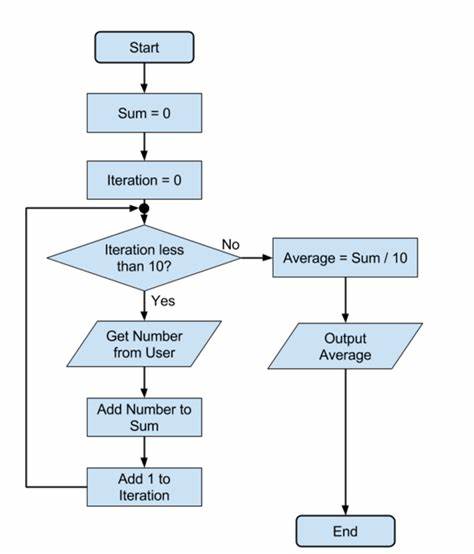 Start
Sum = 0
Iteration = 0
Iteration less
than 10?
No
Average = Sum / 10
Yes
Get Number
from User
Output
Average
Add Number to
Sum
Add 1 to
Iteration
End